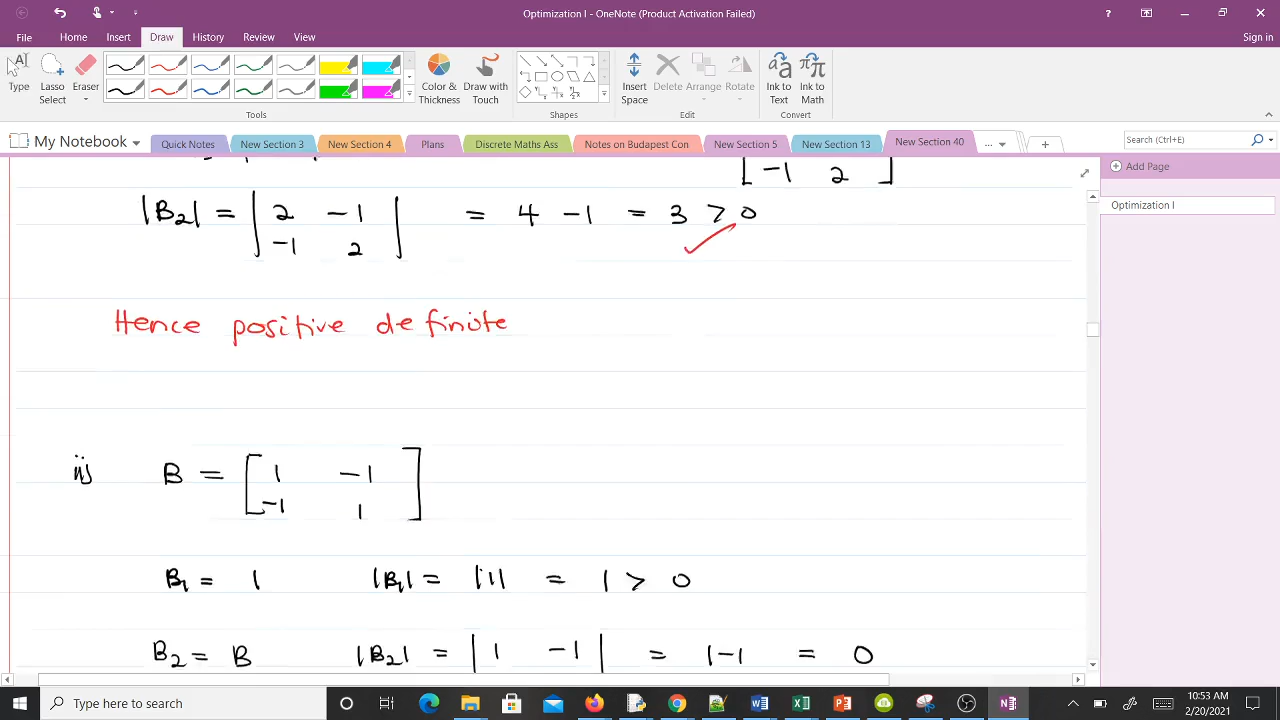 Optimization I - OneNote (Product Activation Failed)
File Home Insert Draw History Review View Sign in
Type Lasso Select Eraser Color & Thickness Draw with Touch Insert Space Delete Arrange Rotate Ink to Text Ink to Math
Tools Shapes Edit Convert
My Notebook Quick Notes New Section 3 New Section 4 Plans Discrete Maths Ass Notes on Budapest Con New Section 5 New Section 13 New Section 40 ... Search (Ctrl+E)
Add Page
Optimization I
[ -1 2 ]
|B2| = | 2 -1 | = 4 - 1 = 3 > 0
-1 2
Hence positive definite
ii) B = [ 1 -1 ]
-1 1
B1 = 1 |B1| = |1| = 1 > 0
B2 = B |B2| = | 1 -1 | = 1-1 = 0
Type here to search
10:53 AM
2/20/2021